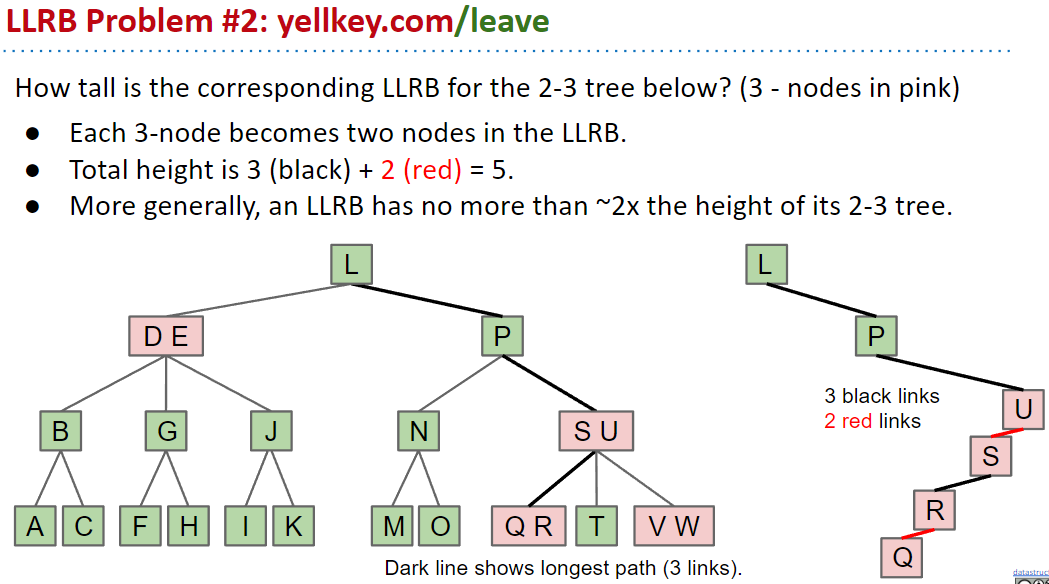 LLRB Problem #2: yellkey.com/leave
How tall is the corresponding LLRB for the 2-3 tree below? (3 - nodes in pink)
● Each 3-node becomes two nodes in the LLRB.
● Total height is 3 (black) + 2 (red) = 5.
● More generally, an LLRB has no more than ~2x the height of its 2-3 tree.
L
L
D E
P
P
3 black links
2 red links
U
B
G
J
N
S U
S
R
A
C
F
H
I
K
M
O
Q R
T
V W
Q
Dark line shows longest path (3 links).